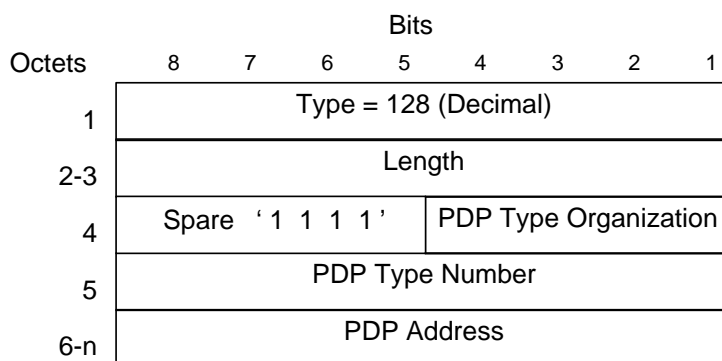 Bits
Octets 8 7 6 5 4 3 2 1
1 Type = 128 (Decimal)
2-3 Length
4 Spare ‘ 1 1 1 1 ’ PDP Type Organization
5 PDP Type Number
6-n PDP Address